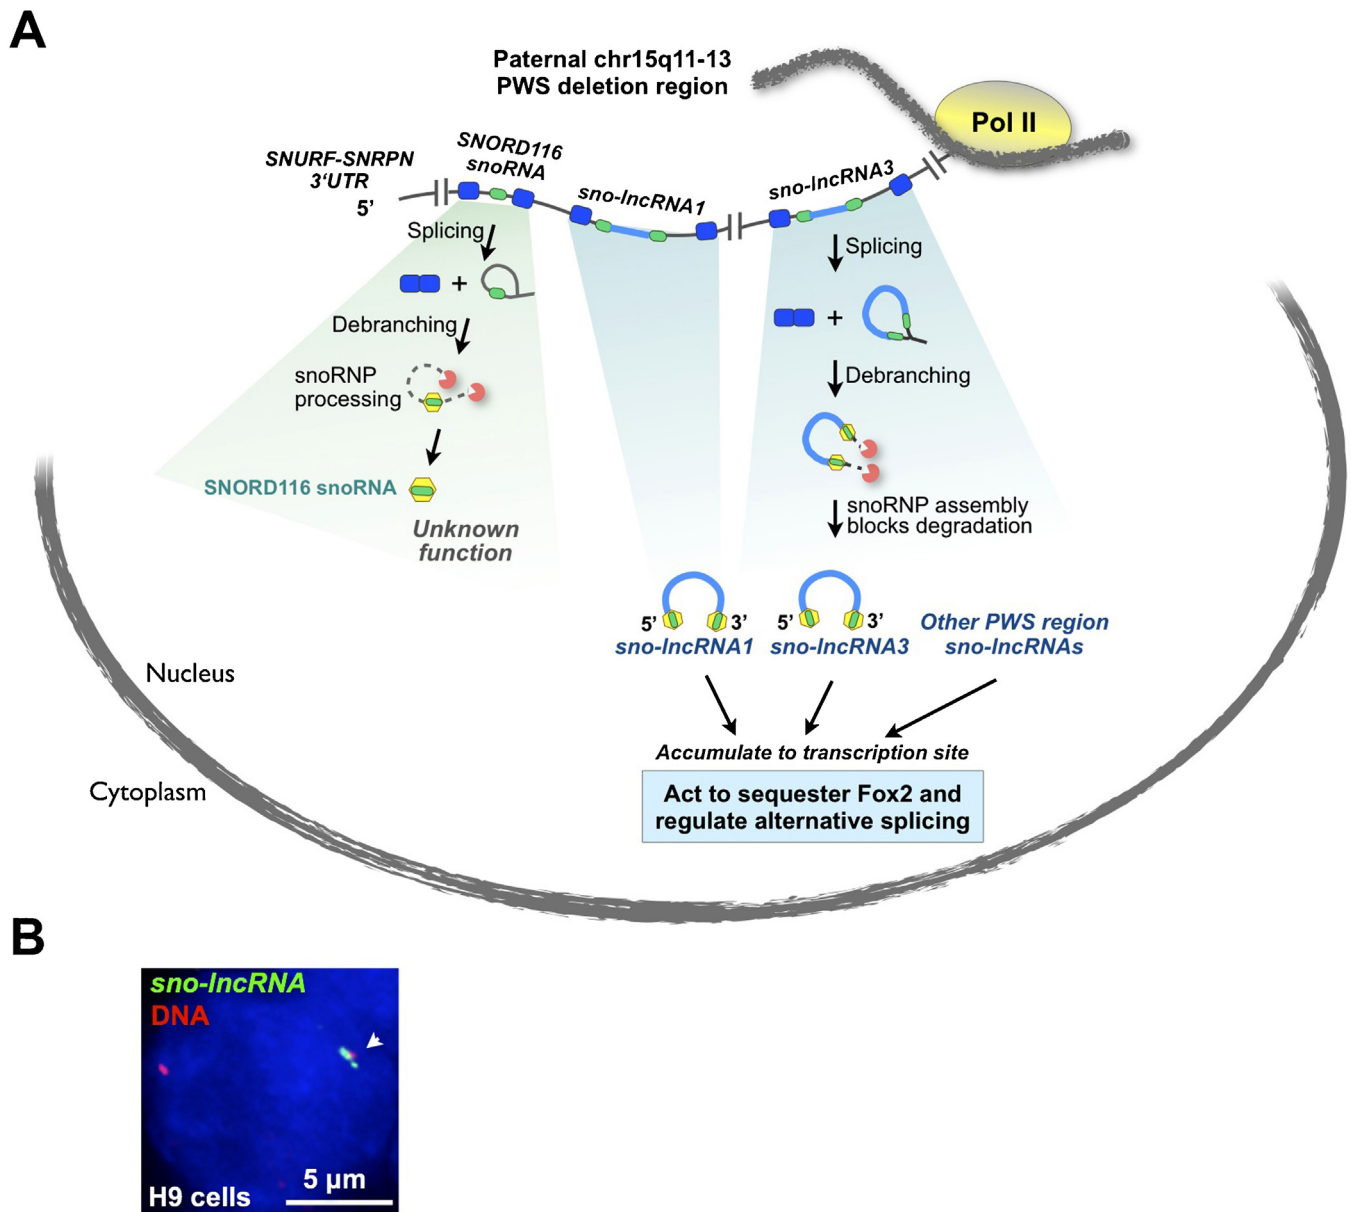 A
Paternal chr15q11-13
PWS deletion region
Pol II
SNURF-SNRPN
3‘UTR
5’
SNORD116
snoRNA
sno-lncRNA1
sno-lncRNA3
Splicing
+
Debranching
snoRNP
processing
SNORD116 snoRNA
Unknown
function
Splicing
+
Debranching
snoRNP assembly
blocks degradation
5’ 3’
sno-lncRNA1
5’ 3’
sno-lncRNA3
Other PWS region
sno-lncRNAs
Accumulate to transcription site
Act to sequester Fox2 and
regulate alternative splicing
Nucleus
Cytoplasm
B
sno-lncRNA
DNA
5 µm
H9 cells